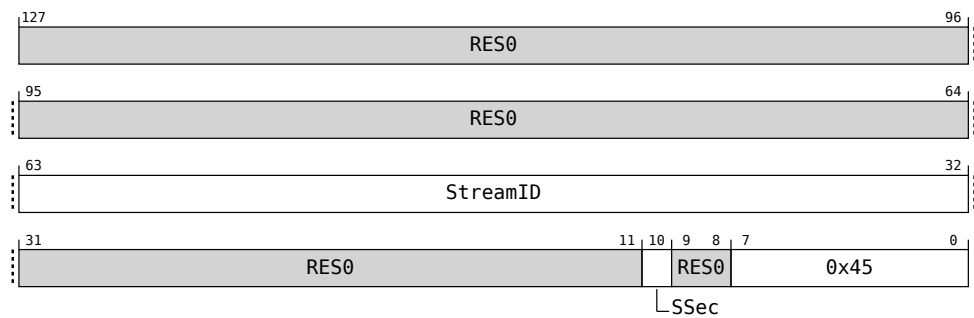 127 96
RES0
95 64
RES0
63 32
StreamID
31 11 10 9 8 7 0
RES0 RES0 0x45
SSec